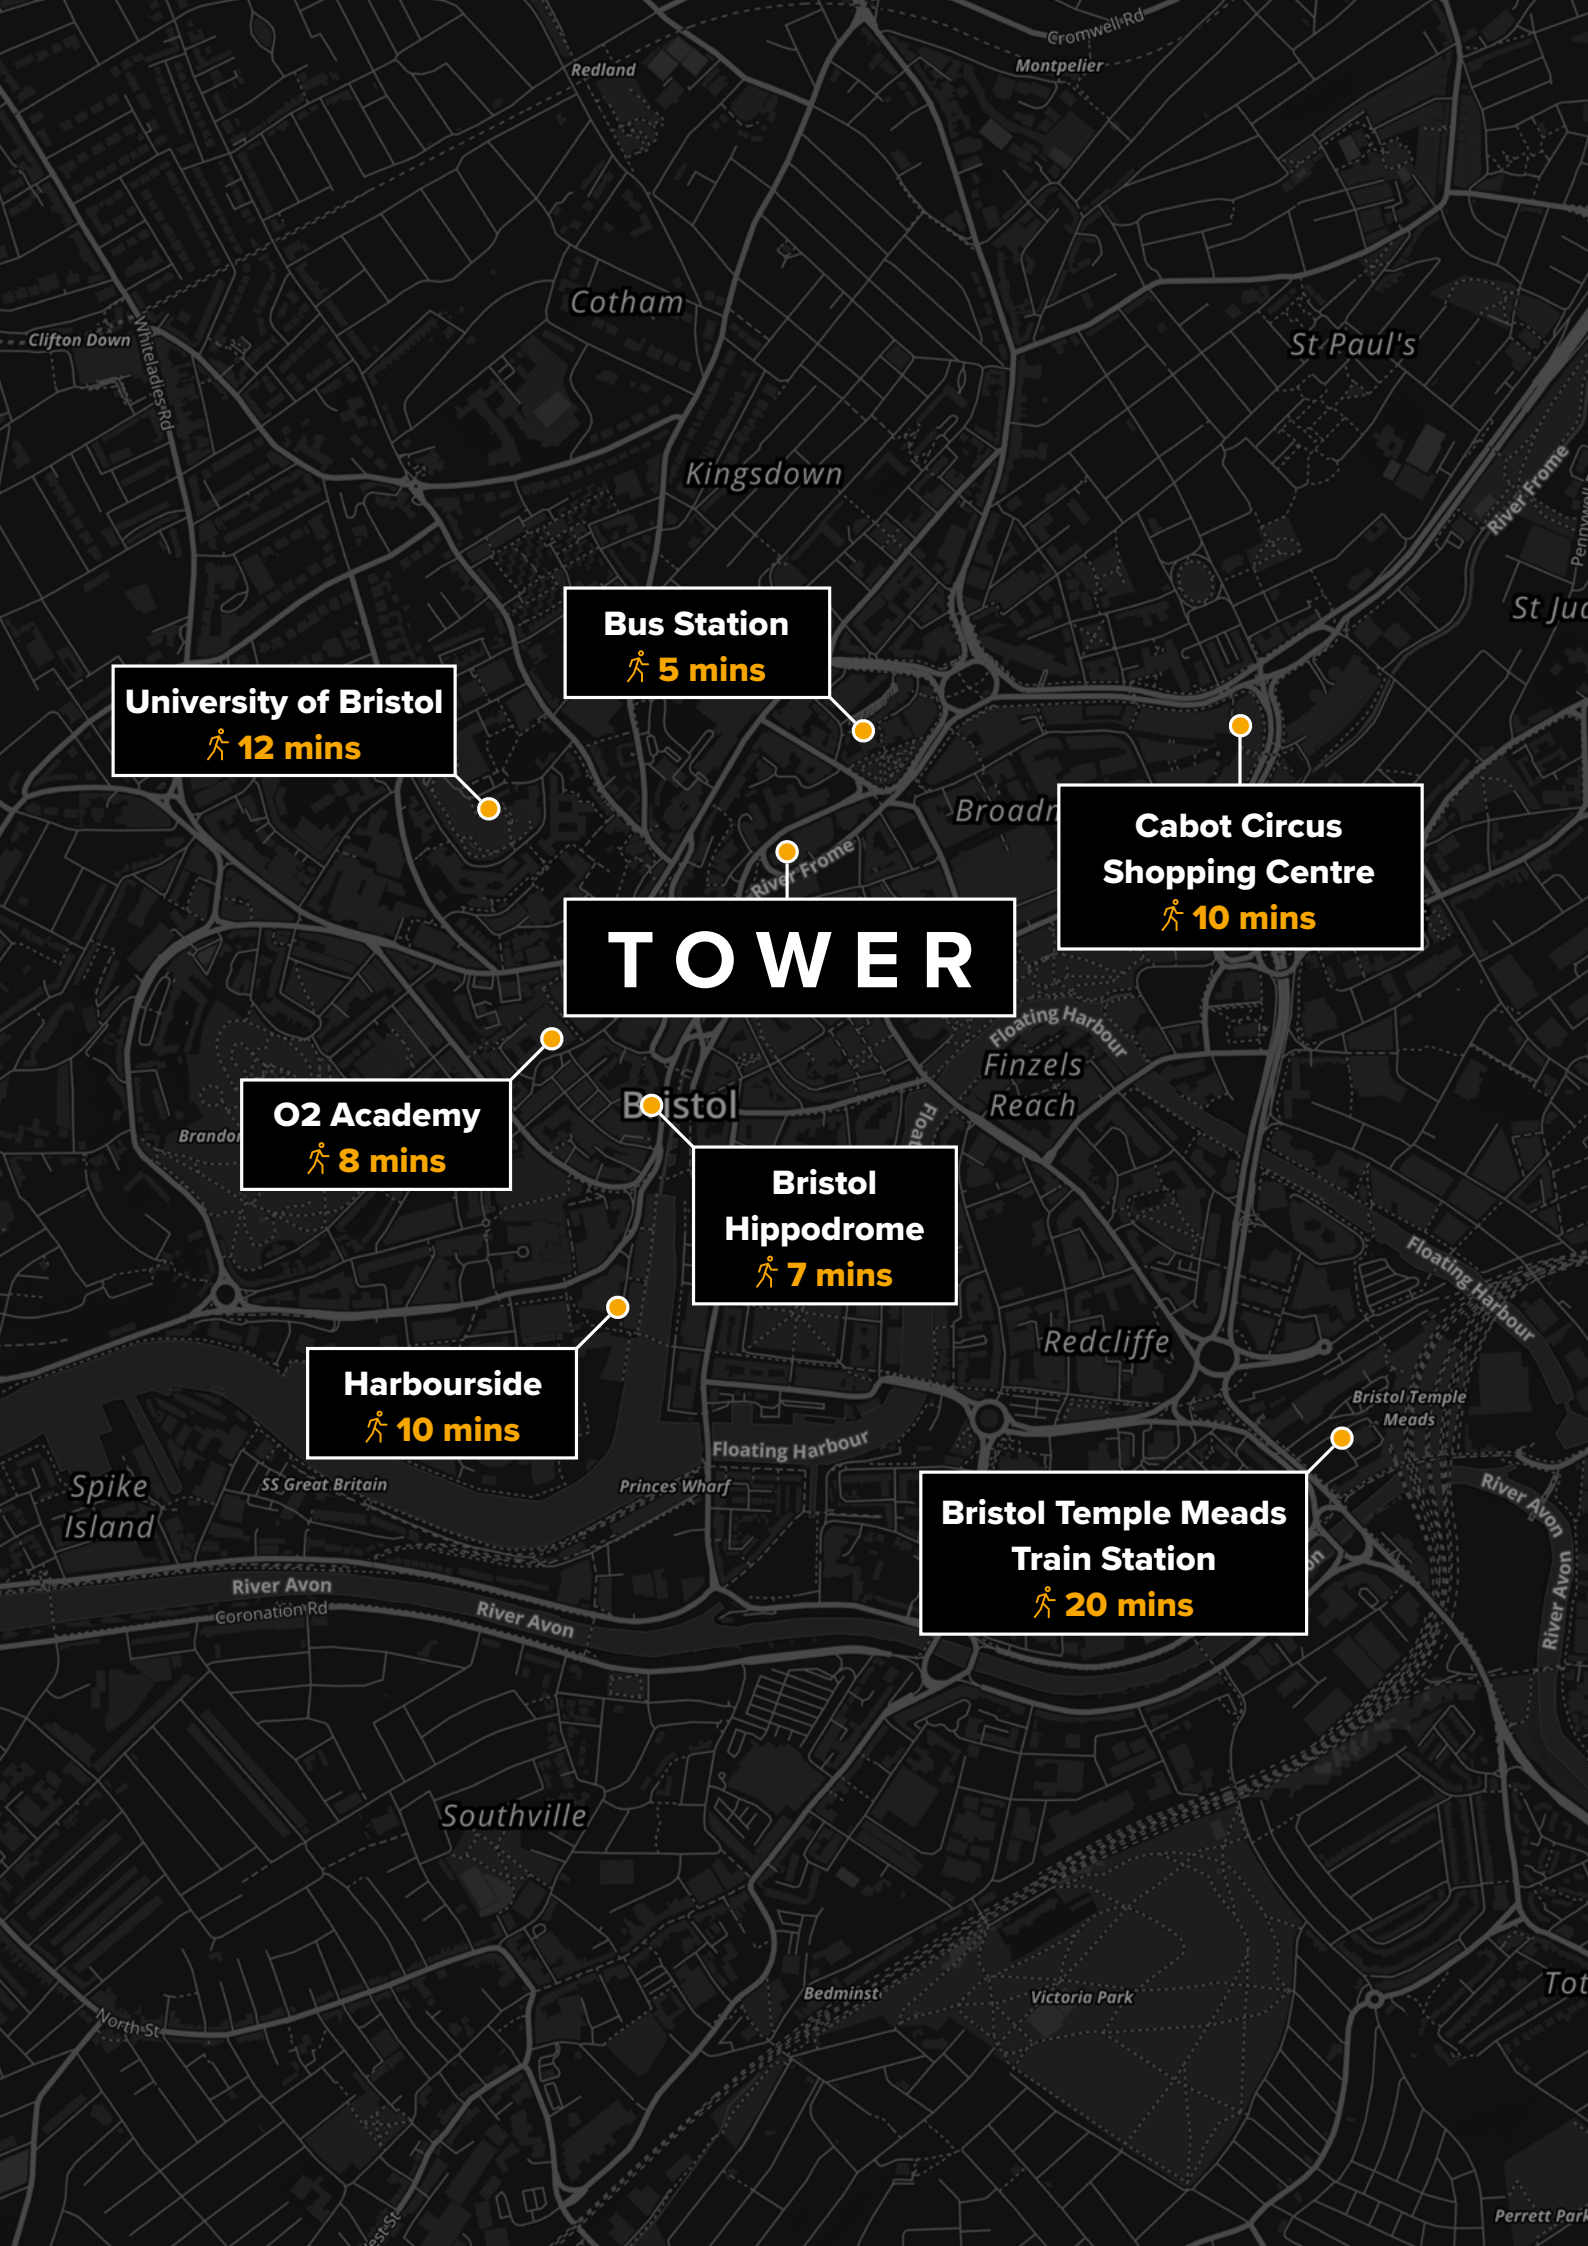 Cromwell Rd
Redland
Montpelier
Cotham
Clifton Down
Whiteladies Rd
St Paul's
Kingsdown
River Frome
Bus Station
5 mins
University of Bristol
12 mins
Cabot Circus
Shopping Centre
10 mins
River Frome
TOWER
Floating Harbour
Finzels
Reach
O2 Academy
8 mins
Bristol
Bristol
Hippodrome
7 mins
Floating Harbour
Harbourside
10 mins
Redcliffe
Bristol Temple
Meads
Floating Harbour
Spike
Island
SS Great Britain
Princes Wharf
Bristol Temple Meads
Train Station
20 mins
River Avon
River Avon
River Avon
Coronation Rd
River Avon
Southville
Bedminst
Victoria Park
North St
Perrett Park